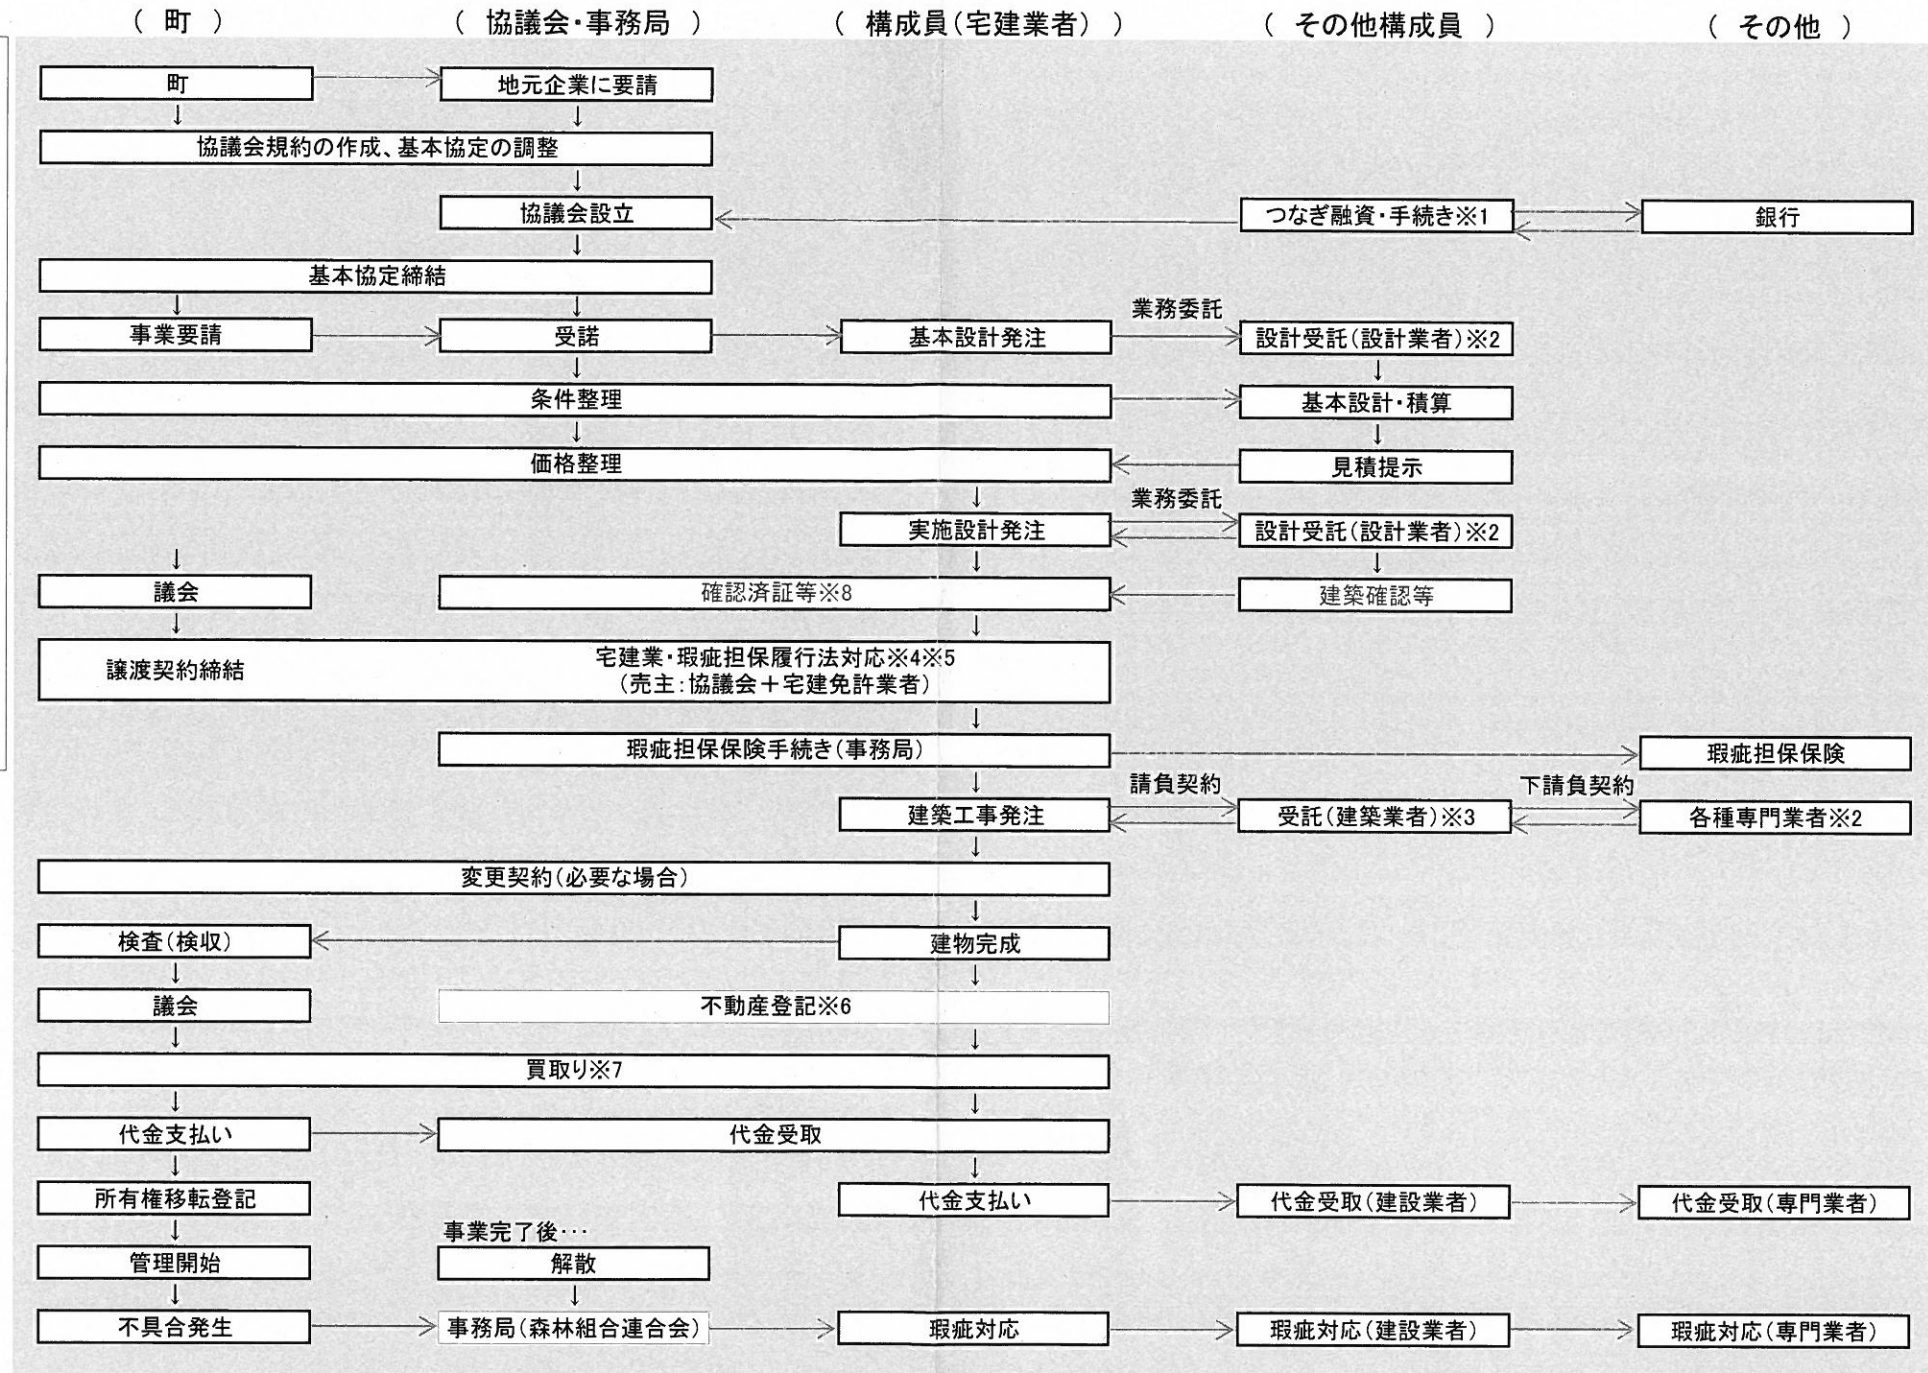 ( 町 )
( 協議会・事務局 )
( 構成員(宅建業者) )
( その他構成員 )
( その他 )
町
地元企業に要請
協議会規約の作成、基本協定の調整
協議会設立
つなぎ融資・手続き※1
銀行
基本協定締結
業務委託
事業要請
受諾
基本設計発注
設計受託(設計業者)※2
条件整理
基本設計・積算
価格整理
見積提示
業務委託
実施設計発注
設計受託(設計業者)※2
議会
確認済証等※8
建築確認等
譲渡契約締結
宅建業・瑕疵担保履行法対応※4※5
(売主:協議会+宅建免許業者)
瑕疵担保保険手続き(事務局)
瑕疵担保保険
請負契約
下請負契約
建築工事発注
受託(建築業者)※3
各種専門業者※2
変更契約(必要な場合)
検査(検収)
建物完成
議会
不動産登記※6
買取り※7
代金支払い
代金受取
所有権移転登記
代金支払い
代金受取(建設業者)
代金受取(専門業者)
事業完了後…
管理開始
解散
不具合発生
事務局(森林組合連合会)
瑕疵対応
瑕疵対応(建設業者)
瑕疵対応(専門業者)